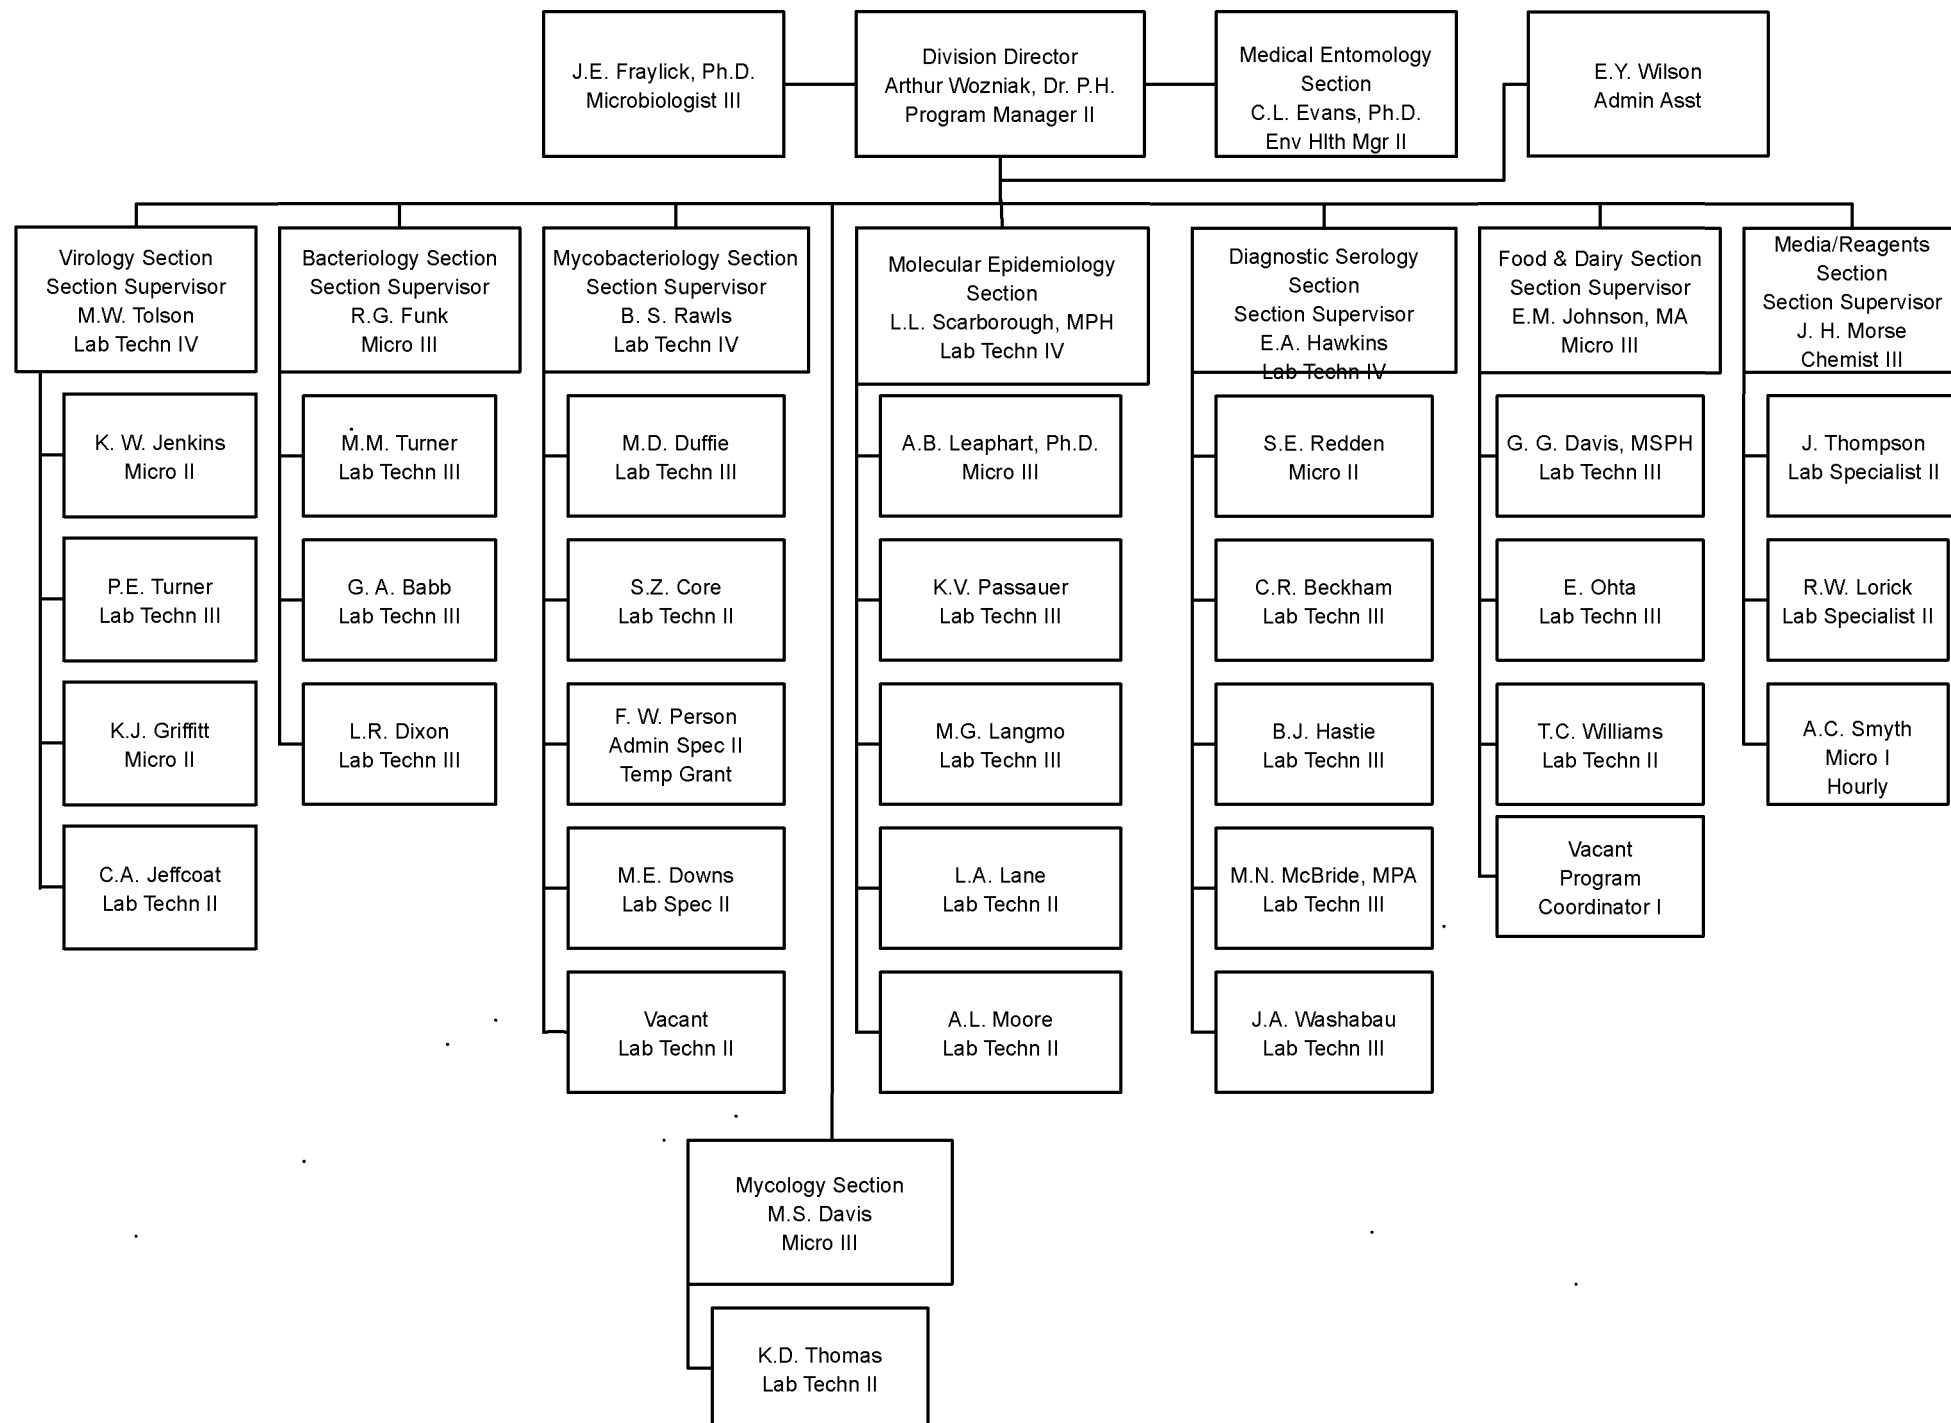 J.E. Fraylick, Ph.D.
Microbiologist III
Division Director
Arthur Wozniak, Dr. P.H.
Program Manager II
Medical Entomology
Section
C.L. Evans, Ph.D.
Env Hlth Mgr II
E.Y. Wilson
Admin Asst
Virology Section
Section Supervisor
M.W. Tolson
Lab Techn IV
Bacteriology Section
Section Supervisor
R.G. Funk
Micro III
Mycobacteriology Section
Section Supervisor
B. S. Rawls
Lab Techn IV
Molecular Epidemiology
Section
L.L. Scarborough, MPH
Lab Techn IV
Diagnostic Serology
Section
Section Supervisor
E.A. Hawkins
Lab Techn IV
Food & Dairy Section
Section Supervisor
E.M. Johnson, MA
Micro III
Media/Reagents
Section
Section Supervisor
J. H. Morse
Chemist III
K. W. Jenkins
Micro II
M.M. Turner
Lab Techn III
M.D. Duffie
Lab Techn III
A.B. Leaphart, Ph.D.
Micro III
S.E. Redden
Micro II
G. G. Davis, MSPH
Lab Techn III
J. Thompson
Lab Specialist II
P.E. Turner
Lab Techn III
G. A. Babb
Lab Techn III
S.Z. Core
Lab Techn II
K.V. Passauer
Lab Techn III
C.R. Beckham
Lab Techn III
E. Ohta
Lab Techn III
R.W. Lorick
Lab Specialist II
K.J. Griffitt
Micro II
L.R. Dixon
Lab Techn III
F. W. Person
Admin Spec II
Temp Grant
M.G. Langmo
Lab Techn III
B.J. Hastie
Lab Techn III
T.C. Williams
Lab Techn II
A.C. Smyth
Micro I
Hourly
C.A. Jeffcoat
Lab Techn II
M.E. Downs
Lab Spec II
L.A. Lane
Lab Techn II
M.N. McBride, MPA
Lab Techn III
Vacant
Program
Coordinator I
Vacant
Lab Techn II
A.L. Moore
Lab Techn II
J.A. Washabau
Lab Techn III
Mycology Section
M.S. Davis
Micro III
K.D. Thomas
Lab Techn II